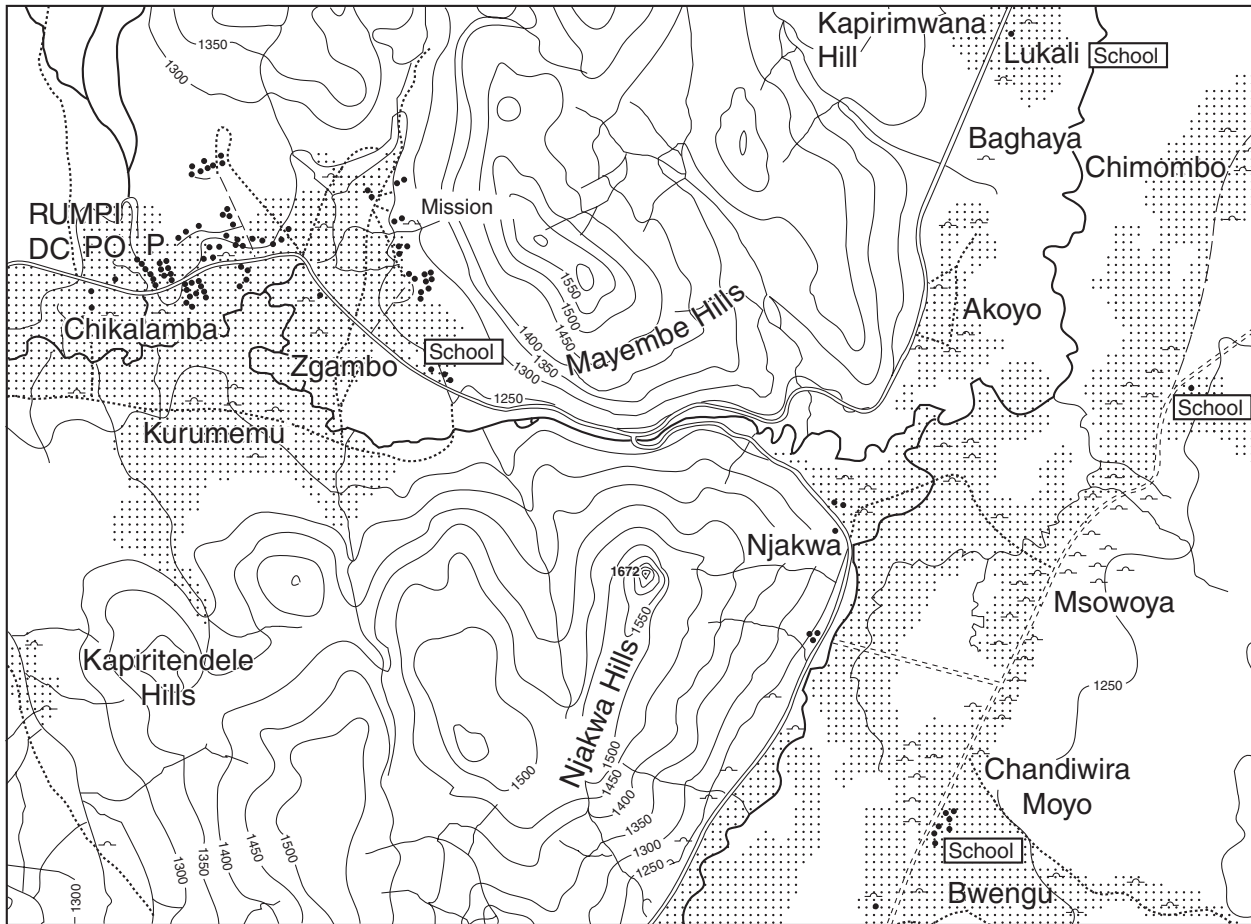 Kapirimwana
Hill
Lukali
School
1350
1300
Baghaya
Chimombo
RUMPI
DC PO P
Mission
1550
1500
1450
1400
1350
1300
Mayembe Hills
Akoyo
Chikalamba
Zgambo
School
1250
School
Kurumemu
Njakwa
1672
1550
Msowoya
Kapiritendele
Hills
Njakwa Hills
1250
1500
1500
1450
1400
1350
1300
1250
Chandiwira
Moyo
School
Bwengu
1300
1300
1350
1400
1450
1500